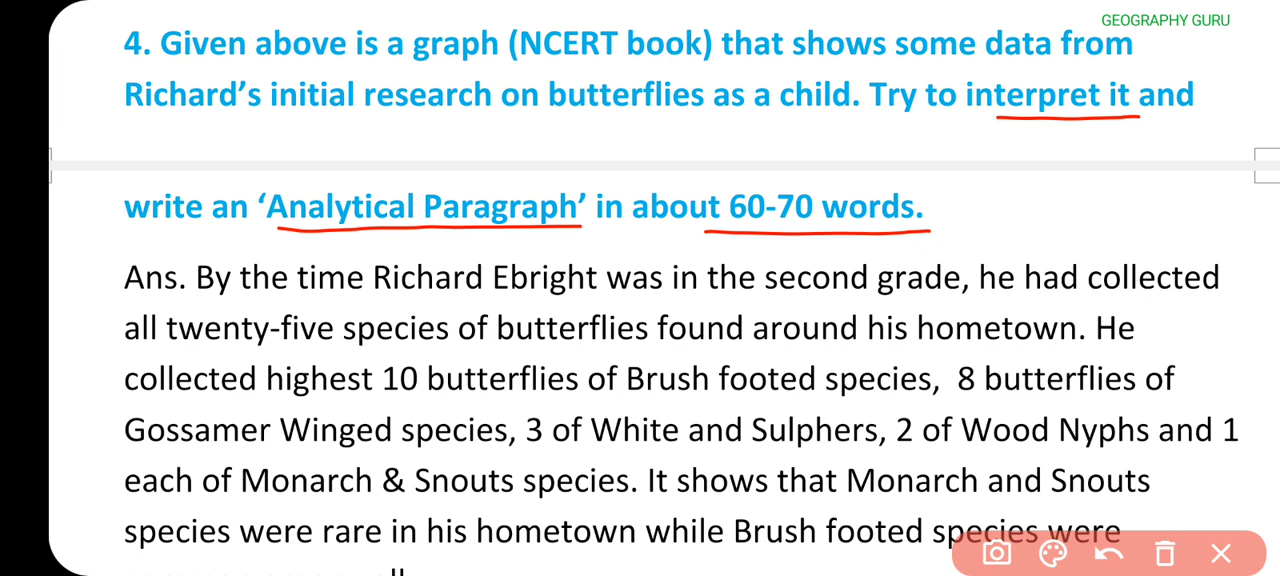 GEOGRAPHY GURU
4. Given above is a graph (NCERT book) that shows some data from
Richard’s initial research on butterflies as a child. Try to interpret it and
write an ‘Analytical Paragraph’ in about 60-70 words.
Ans. By the time Richard Ebright was in the second grade, he had collected
all twenty-five species of butterflies found around his hometown. He
collected highest 10 butterflies of Brush footed species,  8 butterflies of
Gossamer Winged species, 3 of White and Sulphers, 2 of Wood Nyphs and 1
each of Monarch & Snouts species. It shows that Monarch and Snouts
species were rare in his hometown while Brush footed species were